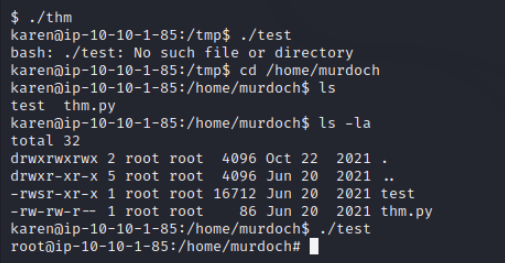 $ ./thm
karen@ip-10-10-1-85:/tmp$ ./test
bash: ./test: No such file or directory
karen@ip-10-10-1-85:/tmp$ cd /home/murdoch
karen@ip-10-10-1-85:/home/murdoch$ ls
test  thm.py
karen@ip-10-10-1-85:/home/murdoch$ ls -la
total 32
drwxrwxrwx 2 root root  4096 Oct 22  2021 .
drwxr-xr-x 5 root root  4096 Jun 20  2021 ..
-rwsr-xr-x 1 root root 16712 Jun 20  2021 test
-rw-rw-r-- 1 root root    86 Jun 20  2021 thm.py
karen@ip-10-10-1-85:/home/murdoch$ ./test
root@ip-10-10-1-85:/home/murdoch#